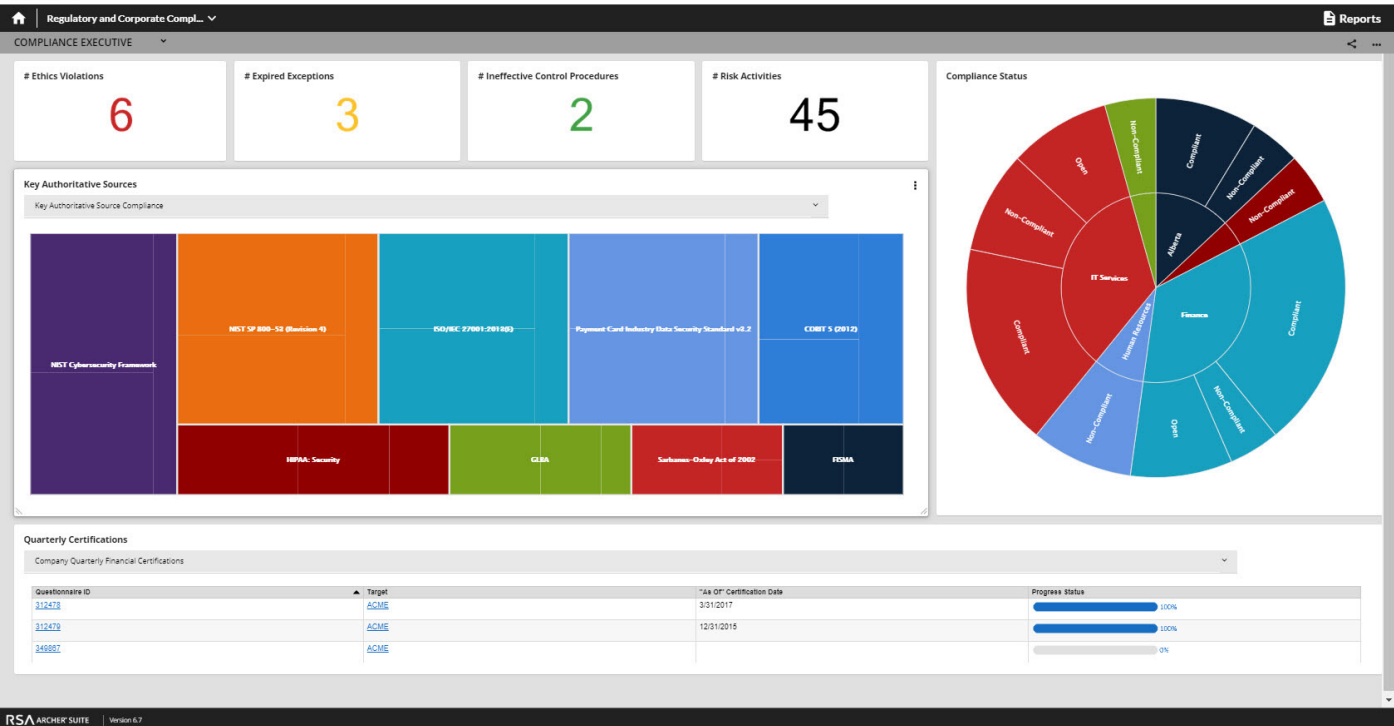 Regulatory and Corporate Compl...
Reports
COMPLIANCE EXECUTIVE
# Ethics Violations
6
# Expired Exceptions
3
# Ineffective Control Procedures
2
# Risk Activities
45
Compliance Status
Compliant
Non-Compliant
Alberta
Non-Compliant
Compliant
Finance
Non-Compliant
Open
Human Resources
Non-Compliant
IT Services
Compliant
Non-Compliant
Open
Non-Compliant
Key Authoritative Sources
Key Authoritative Source Compliance
NIST Cybersecurity Framework
NIST SP 800-53 (Revision 4)
ISO/IEC 27001:2013(E)
Payment Card Industry Data Security Standard v3.2
COBIT 5 (2012)
HIPAA: Security
GLBA
Sarbanes-Oxley Act of 2002
FISMA
Quarterly Certifications
Company Quarterly Financial Certifications
Questionnaire ID Target "As Of" Certification Date Progress Status
312478 ACME 3/31/2017 100%
312479 ACME 12/31/2015 100%
349867 ACME 0%
RSA ARCHER® SUITE Version 6.7